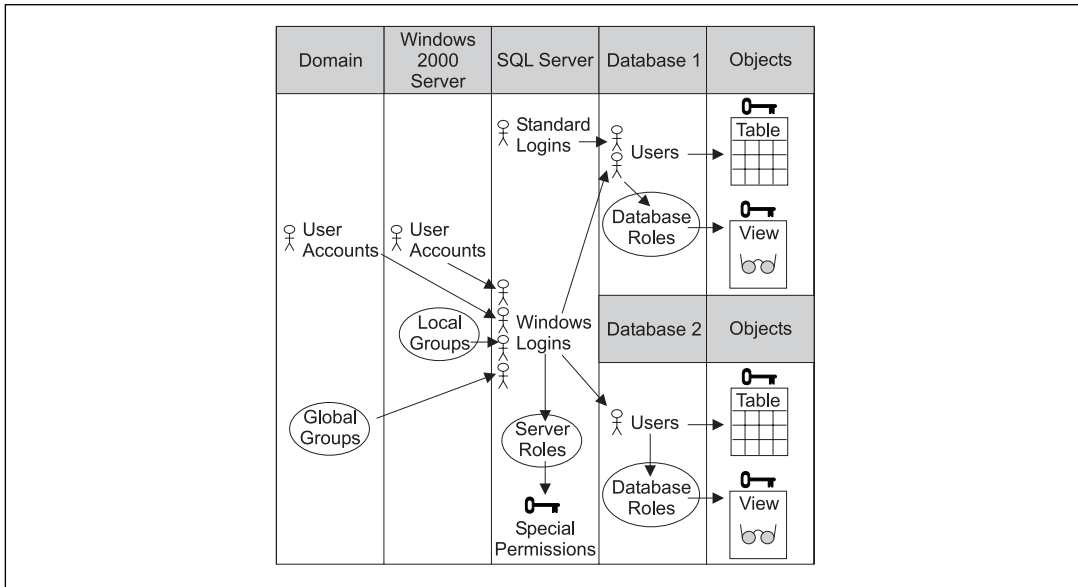 Domain
Windows
2000
Server
SQL Server
Database 1
Objects
Standard
Logins
Users
Table
Database
Roles
View
User
Accounts
User
Accounts
Local
Groups
Windows
Logins
Database 2
Objects
Global
Groups
Server
Roles
Special
Permissions
Users
Table
Database
Roles
View